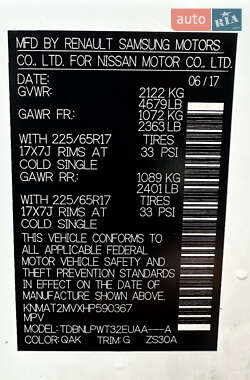 auto RIA
MFD BY RENAULT SAMSUNG MOTORS
CO., LTD. FOR NISSAN MOTOR CO., LTD.
DATE: 06/17
GVWR: 2122 KG
4679 LB
GAWR FR: 1072 KG
2363 LB
WITH 225/65R17 TIRES
17X7J RIMS AT 33 PSI
COLD SINGLE
GAWR RR: 1089 KG
2401 LB
WITH 225/65R17 TIRES
17X7J RIMS AT 33 PSI
COLD SINGLE
THIS VEHICLE CONFORMS TO
ALL APPLICABLE FEDERAL
MOTOR VEHICLE SAFETY AND
THEFT PREVENTION STANDARDS
IN EFFECT ON THE DATE OF
MANUFACTURE SHOWN ABOVE.
KNMAT2MVXHP590367
MPV
MODEL: TDBNLPWT32EUAA---A
COLOR: QAK TRIM: G ZS30A